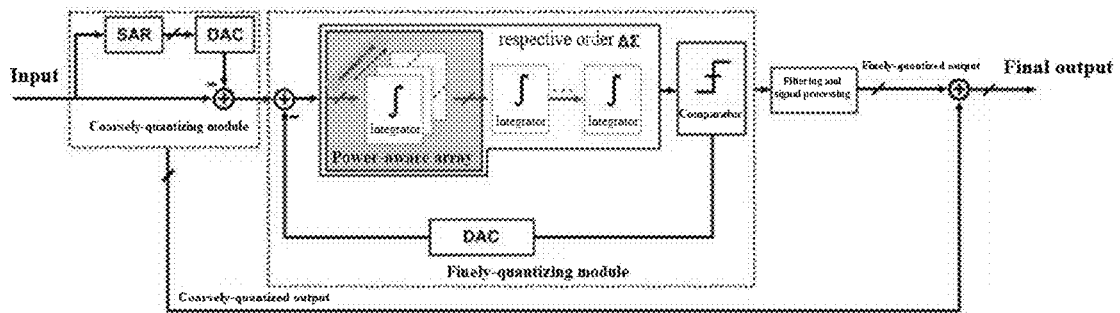 Input
SAR
DAC
Coarsely-quantizing module
respective order ΔΣ
Integrator
Power aware array
Integrator
Integrator
Comparator
DAC
Finely-quantizing module
Filtering and
signal processing
Finely-quantized output
Final output
Coarsely-quantized output